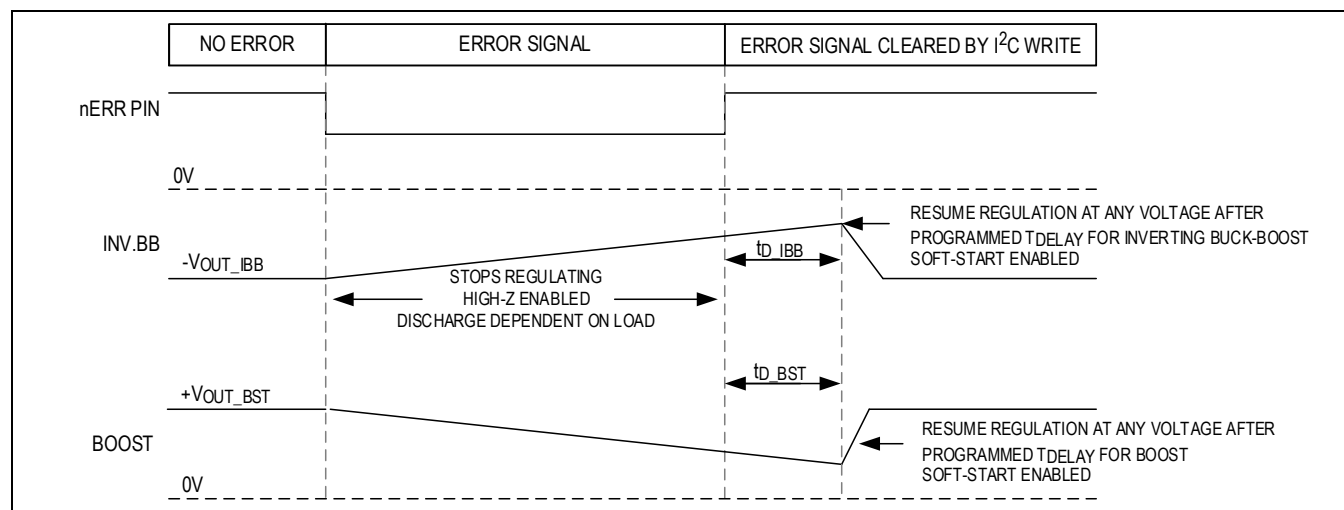 NO ERROR
ERROR SIGNAL
ERROR SIGNAL CLEARED BY I2C WRITE
nERR PIN
0V
INV.BB
-VOUT_IBB
STOPS REGULATING
HIGH-Z ENABLED
DISCHARGE DEPENDENT ON LOAD
tD_IBB
RESUME REGULATION AT ANY VOLTAGE AFTER
PROGRAMMED TDELAY FOR INVERTING BUCK-BOOST
SOFT-START ENABLED
tD_BST
+VOUT_BST
BOOST
RESUME REGULATION AT ANY VOLTAGE AFTER
PROGRAMMED TDELAY FOR BOOST
SOFT-START ENABLED
0V